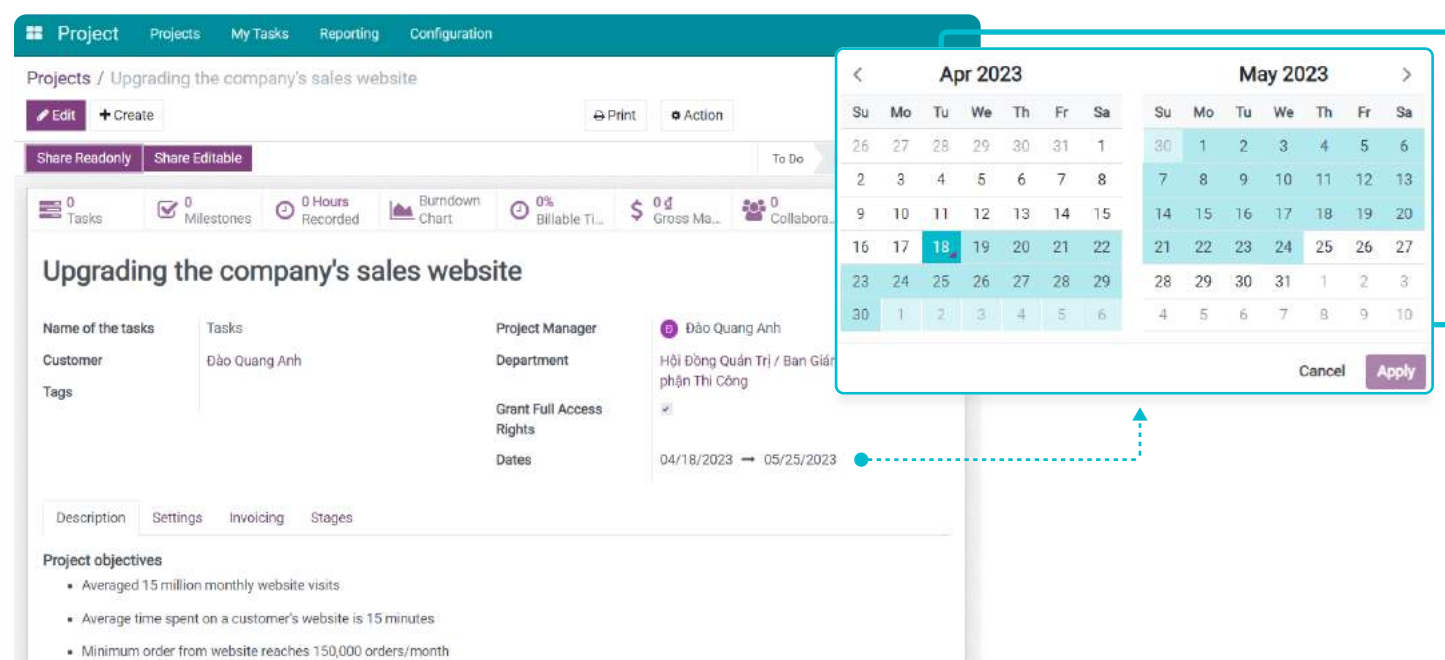 Project Projects My Tasks Reporting Configuration
Projects / Upgrading the company's sales website
Edit Create
Print Action
Share Readonly Share Editable
To Do
0 Tasks
0 Milestones
0 Hours Recorded
Burndown Chart
0% Billable Ti...
0 ₫ Gross Ma...
0 Collabora...
Upgrading the company's sales website
Name of the tasks Tasks
Customer Đào Quang Anh
Tags
Project Manager Đ Đào Quang Anh
Department Hội Đồng Quản Trị / Ban Giám
phận Thi Công
Grant Full Access
Rights
Dates 04/18/2023 → 05/25/2023
Description Settings Invoicing Stages
Project objectives
• Averaged 15 million monthly website visits
• Average time spent on a customer's website is 15 minutes
• Minimum order from website reaches 150,000 orders/month
Apr 2023
Su Mo Tu We Th Fr Sa
26 27 28 29 30 31 1
2 3 4 5 6 7 8
9 10 11 12 13 14 15
16 17 18 19 20 21 22
23 24 25 26 27 28 29
30 1 2 3 4 5 6
May 2023
Su Mo Tu We Th Fr Sa
30 1 2 3 4 5 6
7 8 9 10 11 12 13
14 15 16 17 18 19 20
21 22 23 24 25 26 27
28 29 30 31 1 2 3
4 5 6 7 8 9 10
Cancel Apply